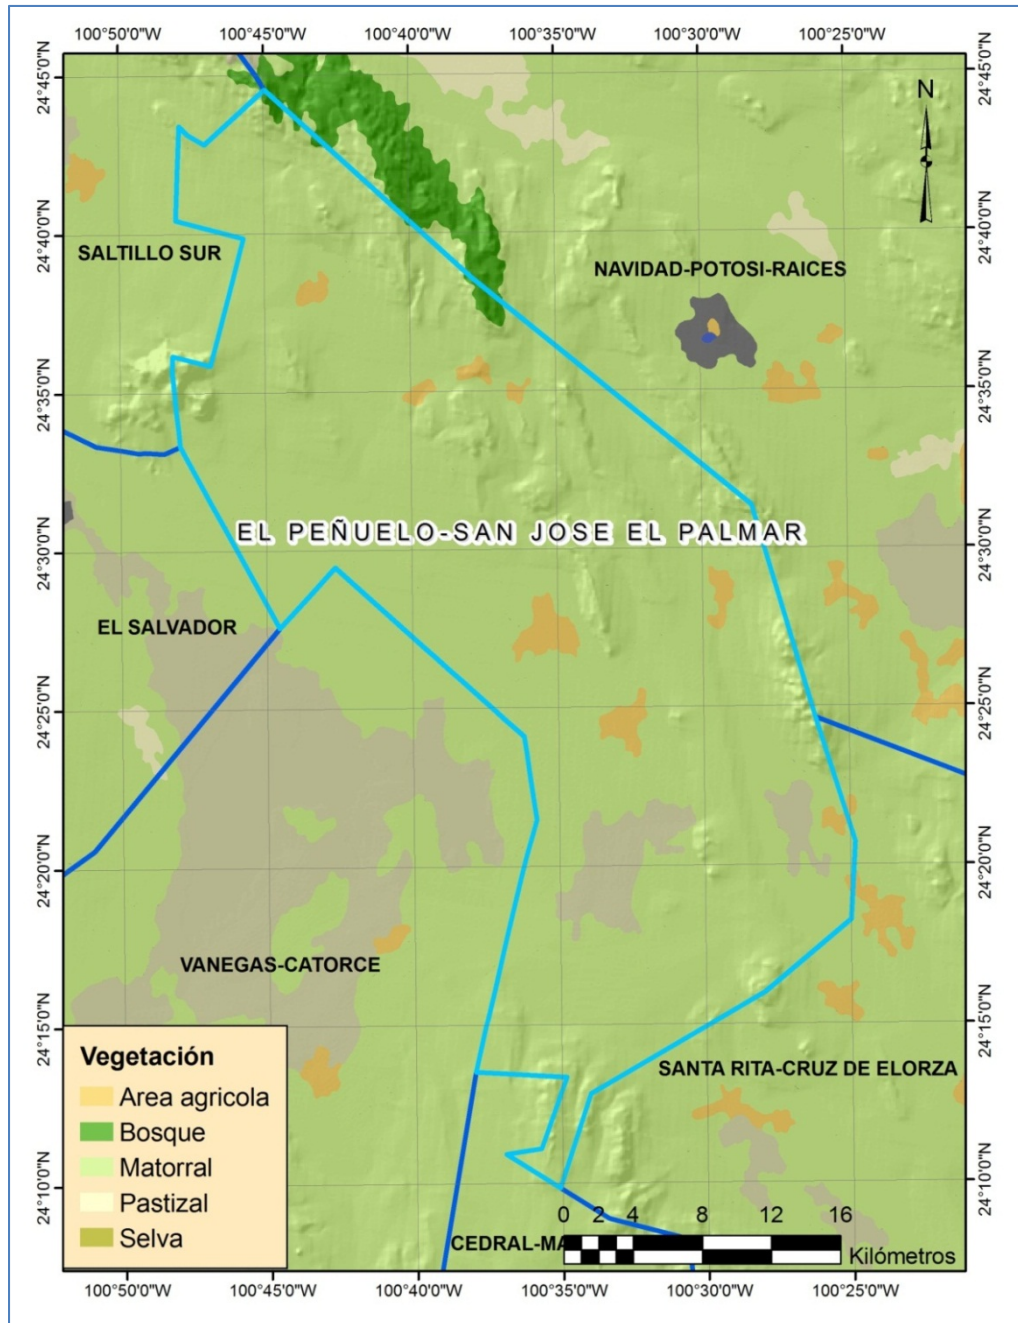 100°50'0"W 100°45'0"W 100°40'0"W 100°35'0"W 100°30'0"W 100°25'0"W
24°45'0"N 24°45'0"N
N
24°40'0"N 24°40'0"N
SALTILLO SUR
NAVIDAD-POTOSI-RAICES
24°35'0"N 24°35'0"N
EL PEÑUELO-SAN JOSE EL PALMAR
24°30'0"N 24°30'0"N
EL SALVADOR
24°25'0"N 24°25'0"N
24°20'0"N 24°20'0"N
VANEGAS-CATORCE
24°15'0"N 24°15'0"N
SANTA RITA-CRUZ DE ELORZA
Vegetación
Area agricola
Bosque
Matorral
Pastizal
Selva
24°10'0"N 24°10'0"N
0 2 4 8 12 16
Kilómetros
CEDRAL-MA
100°50'0"W 100°45'0"W 100°40'0"W 100°35'0"W 100°30'0"W 100°25'0"W